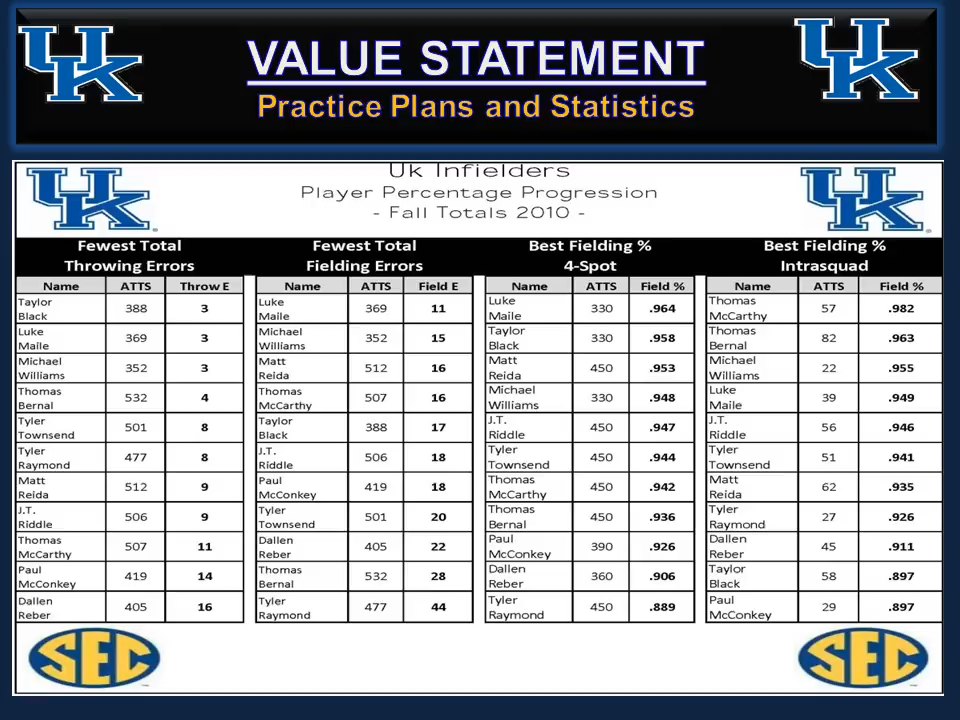 UK
VALUE STATEMENT
UK
Practice Plans and Statistics
UK
Uk Infielders
UK
Player Percentage Progression
- Fall Totals 2010 -
Fewest Total
Throwing Errors
Name ATTS Throw E
Taylor
Black 388 3
Luke
Maile 369 3
Michael
Williams 352 3
Thomas
Bernal 532 4
Tyler
Townsend 501 8
Tyler
Raymond 477 8
Matt
Reida 512 9
J.T.
Riddle 506 9
Thomas
McCarthy 507 11
Paul
McConkey 419 14
Dallen
Reber 405 16
Fewest Total
Fielding Errors
Name ATTS Field E
Luke
Maile 369 11
Michael
Williams 352 15
Matt
Reida 512 16
Thomas
McCarthy 507 16
Taylor
Black 388 17
J.T.
Riddle 506 18
Paul
McConkey 419 18
Tyler
Townsend 501 20
Dallen
Reber 405 22
Thomas
Bernal 532 28
Tyler
Raymond 477 44
Best Fielding %
4-Spot
Name ATTS Field %
Luke
Maile 330 .964
Taylor
Black 330 .958
Matt
Reida 450 .953
Michael
Williams 330 .948
J.T.
Riddle 450 .947
Tyler
Townsend 450 .944
Thomas
McCarthy 450 .942
Thomas
Bernal 450 .936
Paul
McConkey 390 .926
Dallen
Reber 360 .906
Tyler
Raymond 450 .889
Best Fielding %
Intrasquad
Name ATTS Field %
Thomas
McCarthy 57 .982
Thomas
Bernal 82 .963
Michael
Williams 22 .955
Luke
Maile 39 .949
J.T.
Riddle 56 .946
Tyler
Townsend 51 .941
Matt
Reida 62 .935
Tyler
Raymond 27 .926
Dallen
Reber 45 .911
Taylor
Black 58 .897
Paul
McConkey 29 .897
SEC
SEC